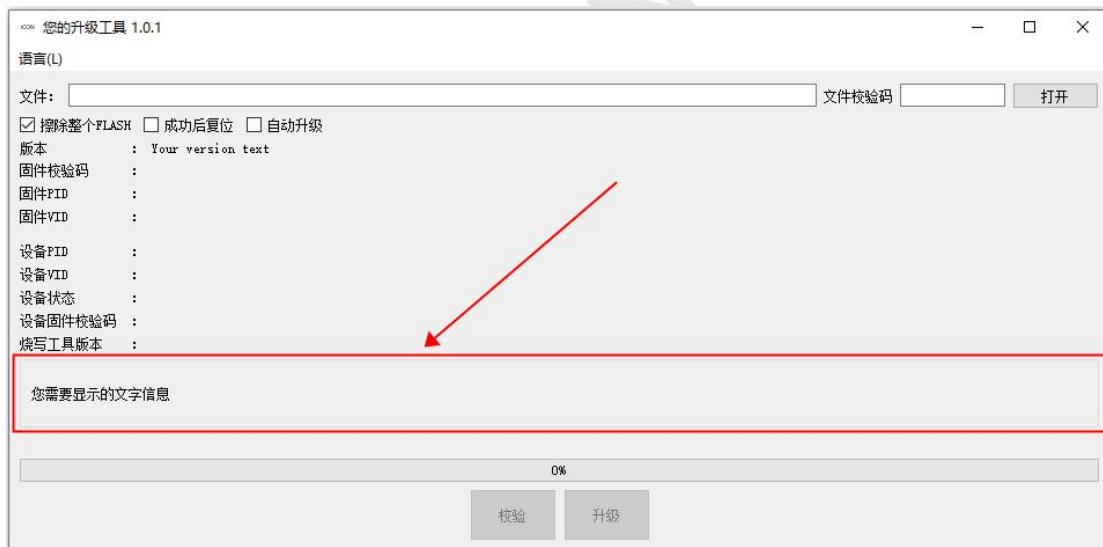 ICON 您的升级工具 1.0.1
语言(L)
文件: 文件校验码 打开
擦除整个FLASH 成功后复位 自动升级
版本 : Your version text
固件校验码 :
固件PID :
固件VID :
设备PID :
设备VID :
设备状态 :
设备固件校验码 :
烧写工具版本 :
您需要显示的文字信息
0%
校验 升级